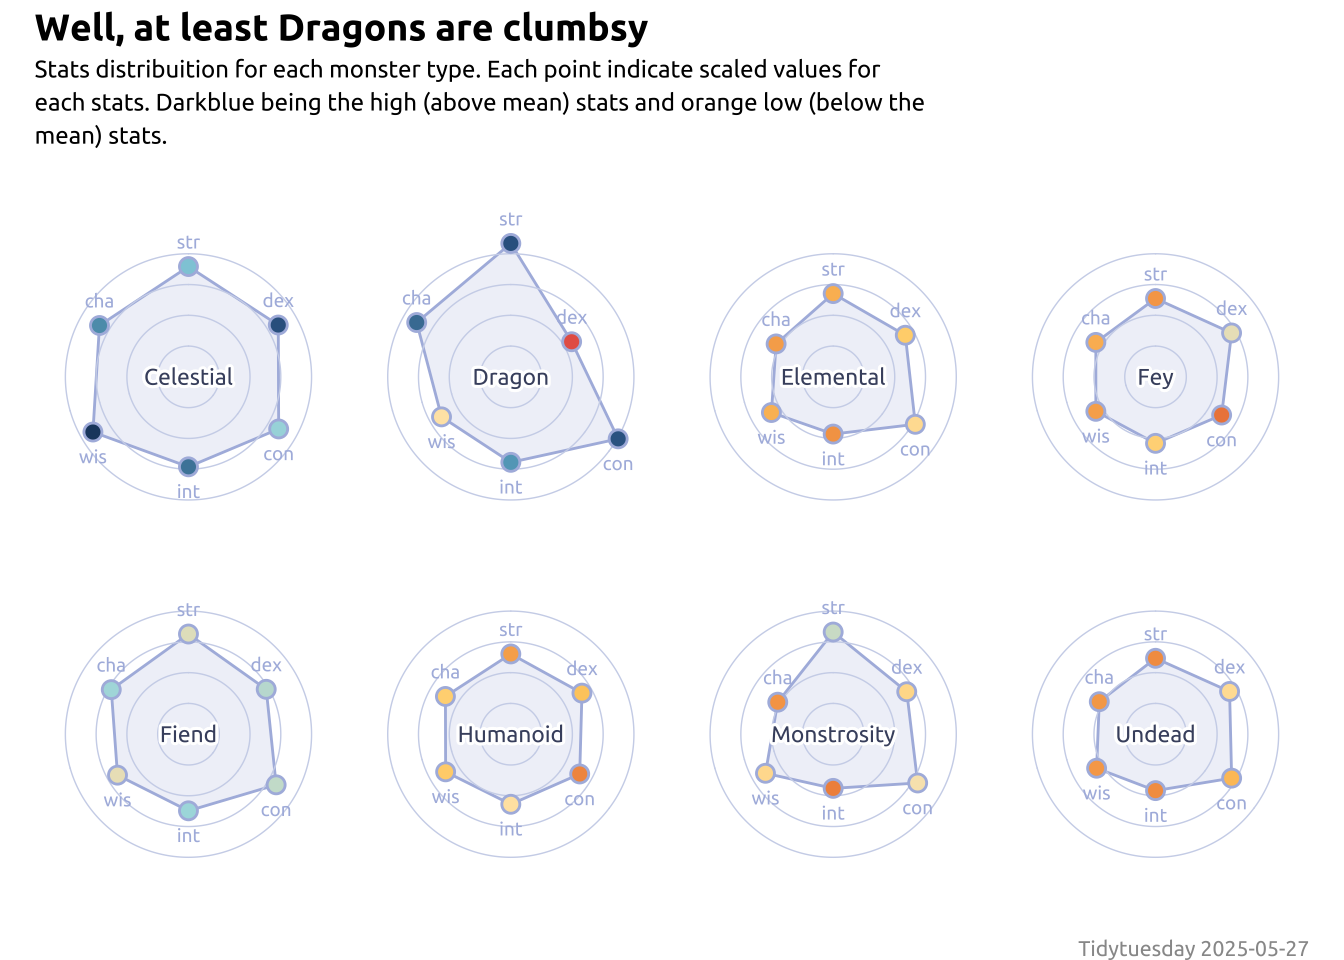 Well, at least Dragons are clumbsy
Stats distribuition for each monster type. Each point indicate scaled values for
each stats. Darkblue being the high (above mean) stats and orange low (below the
mean) stats.
str
dex
con
int
wis
cha
Celestial
str
dex
con
int
wis
cha
Dragon
str
dex
con
int
wis
cha
Elemental
str
dex
con
int
wis
cha
Fey
str
dex
con
int
wis
cha
Fiend
str
dex
con
int
wis
cha
Humanoid
str
dex
con
int
wis
cha
Monstrosity
str
dex
con
int
wis
cha
Undead
Tidytuesday 2025-05-27